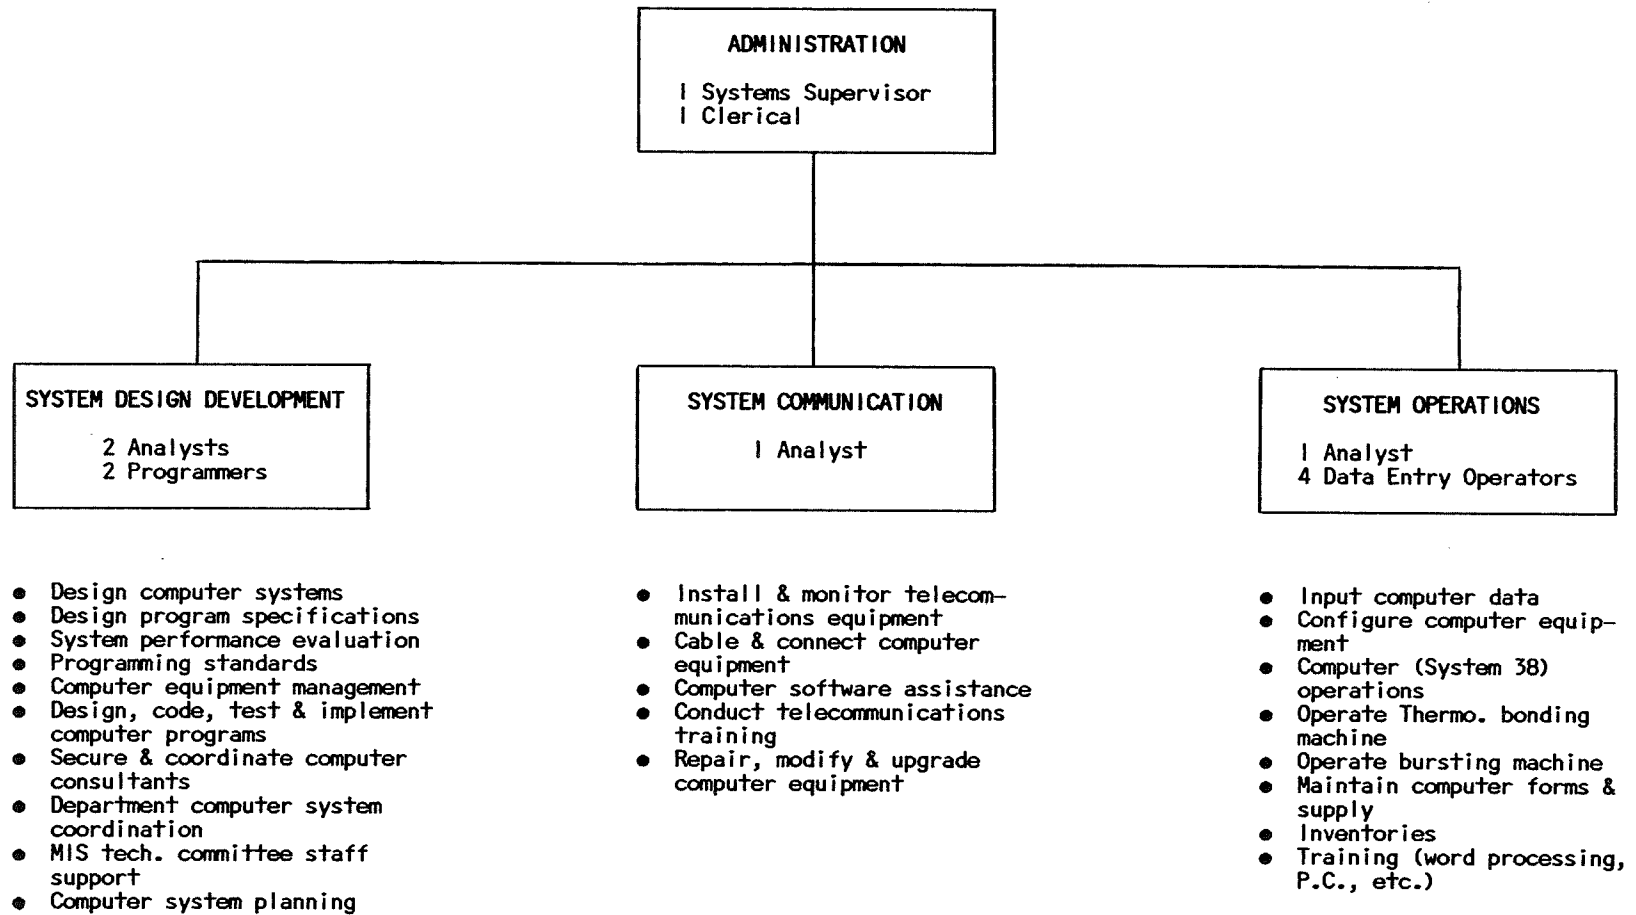 ADMINISTRATION
1 Systems Supervisor
1 Clerical
SYSTEM DESIGN DEVELOPMENT
2 Analysts
2 Programmers
SYSTEM COMMUNICATION
1 Analyst
SYSTEM OPERATIONS
1 Analyst
4 Data Entry Operators
● Design computer systems
● Design program specifications
● System performance evaluation
● Programming standards
● Computer equipment management
● Design, code, test & implement
computer programs
● Secure & coordinate computer
consultants
● Department computer system
coordination
● MIS tech. committee staff
support
● Computer system planning
● Install & monitor telecom-
munications equipment
● Cable & connect computer
equipment
● Computer software assistance
● Conduct telecommunications
training
● Repair, modify & upgrade
computer equipment
● Input computer data
● Configure computer equip-
ment
● Computer (System 38)
operations
● Operate Thermo. bonding
machine
● Operate bursting machine
● Maintain computer forms &
supply
● Inventories
● Training (word processing,
P.C., etc.)